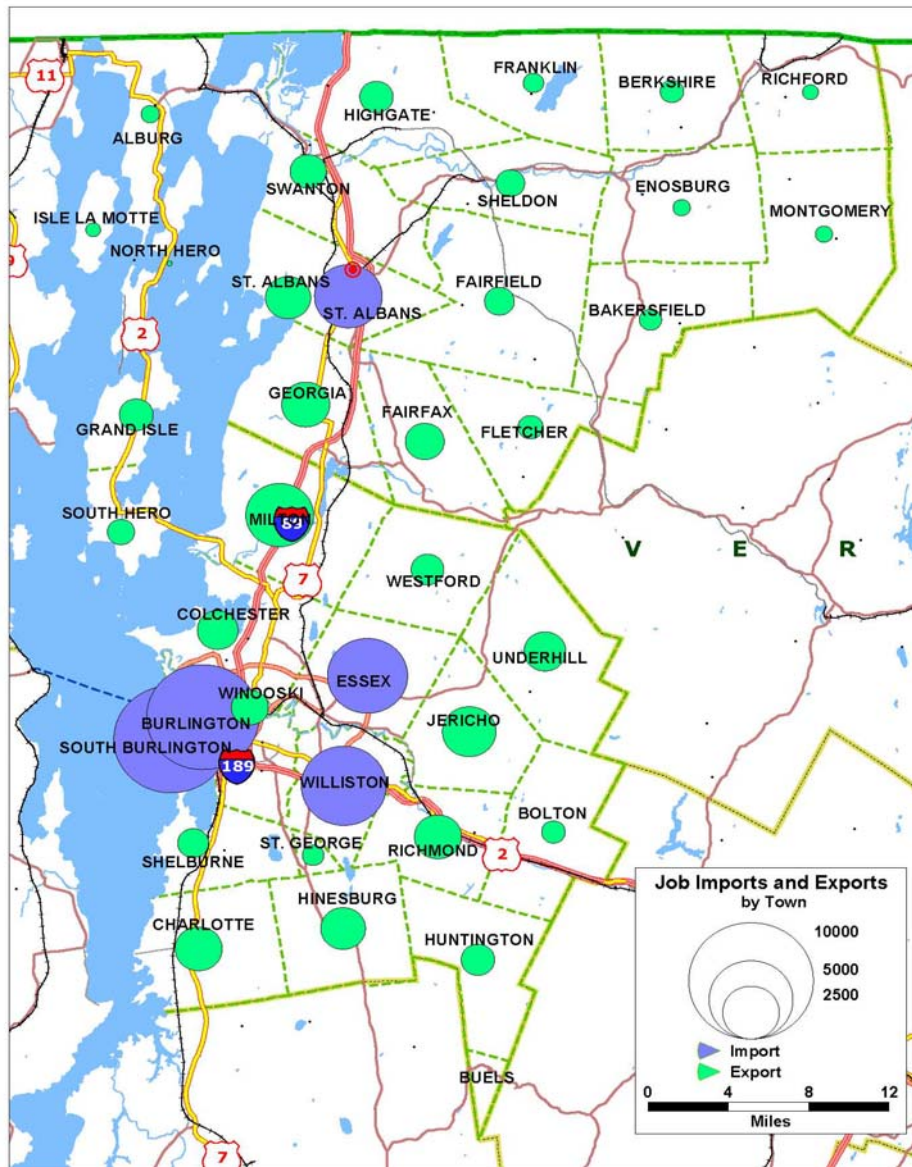 11
FRANKLIN
BERKSHIRE
RICHFORD
HIGHGATE
ALBURG
SWANTON
SHELDON
ENOSBURG
ISLE LA MOTTE
MONTGOMERY
NORTH HERO
9
ST. ALBANS
FAIRFIELD
ST. ALBANS
BAKERSFIELD
2
GEORGIA
FAIRFAX
FLETCHER
GRAND ISLE
SOUTH HERO
MILTON
89
V E R
7
WESTFORD
COLCHESTER
UNDERHILL
ESSEX
WINOOSKI
BURLINGTON
JERICHO
SOUTH BURLINGTON
189
WILLISTON
BOLTON
ST. GEORGE
RICHMOND
2
SHELBURNE
HINESBURG
CHARLOTTE
HUNTINGTON
BUELS
7
Job Imports and Exports
by Town
10000
5000
2500
Import
Export
0 4 8 12
Miles